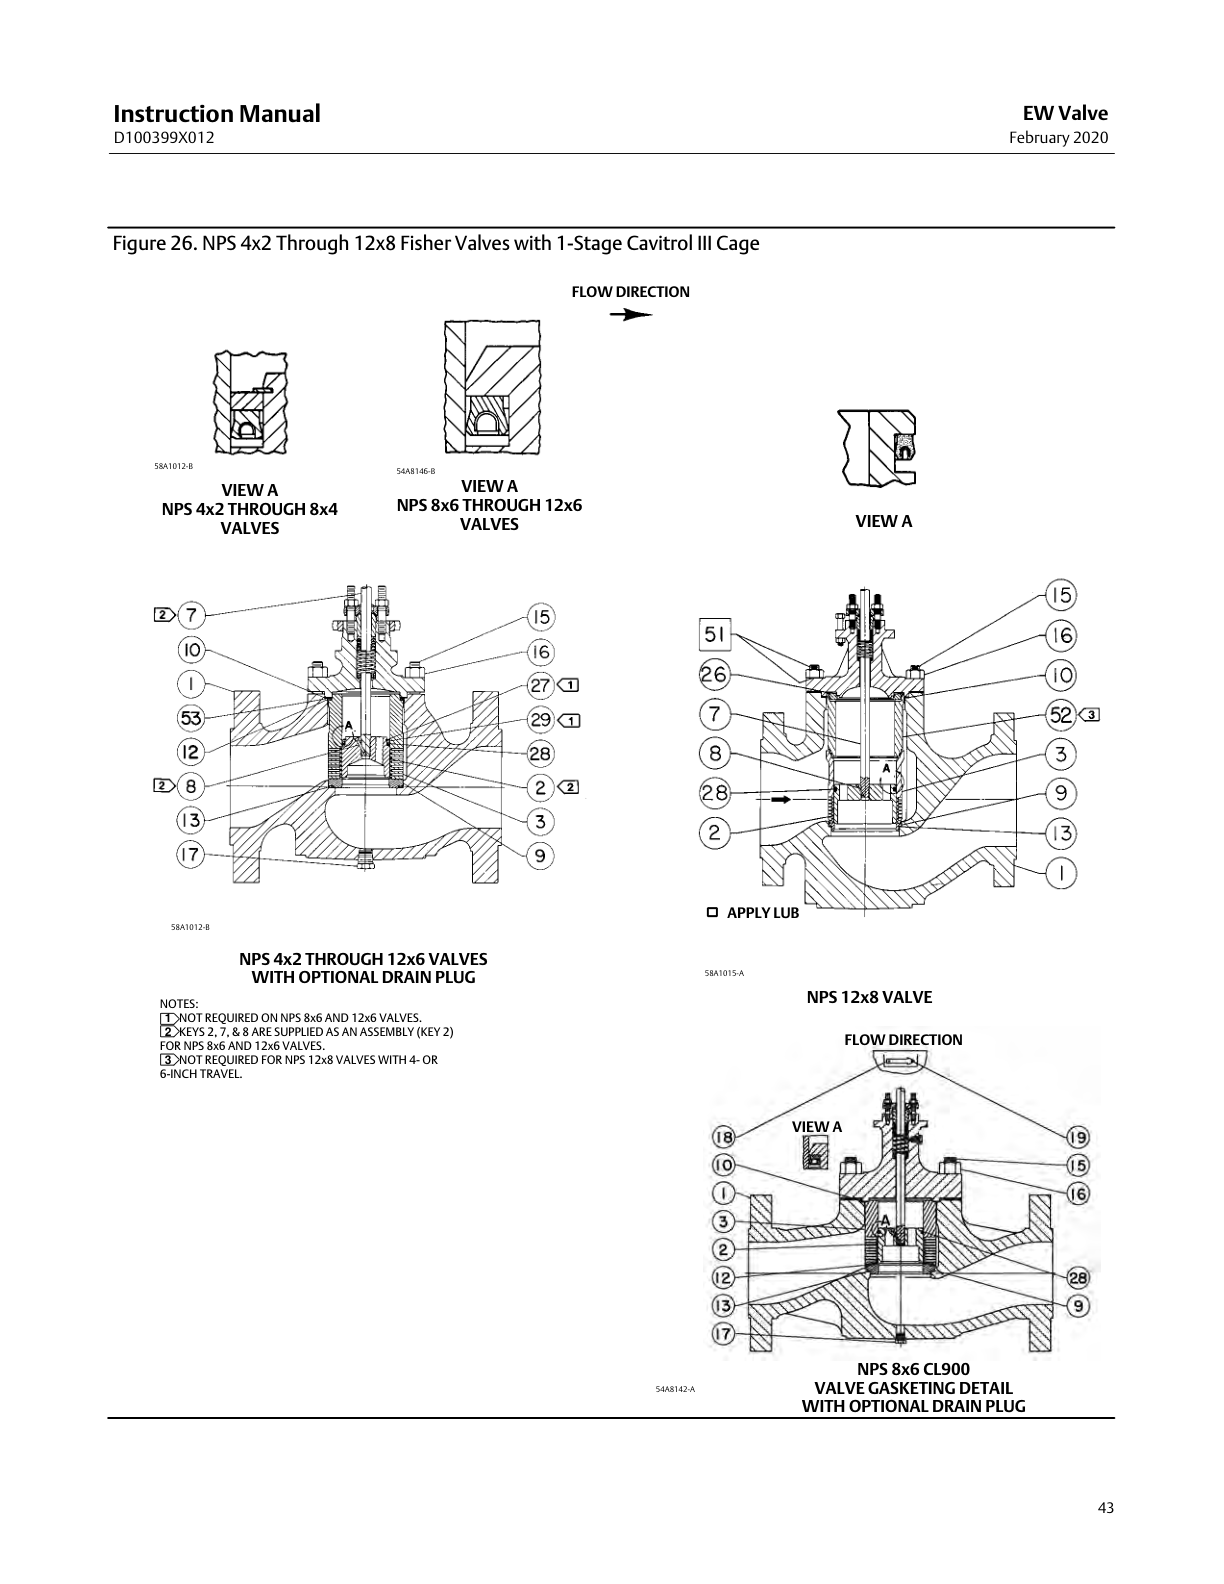 Instruction Manual
D100399X012
EW Valve
February 2020
Figure 26. NPS 4x2 Through 12x8 Fisher Valves with 1-Stage Cavitrol III Cage
FLOW DIRECTION
58A1012-B
VIEW A
NPS 4x2 THROUGH 8x4
VALVES
54A8146-B
VIEW A
NPS 8x6 THROUGH 12x6
VALVES
VIEW A
2 7
10
1
53
12
2 8
13
17
A
15
16
27 1
29 1
28
2 2
3
9
58A1012-B
NPS 4x2 THROUGH 12x6 VALVES
WITH OPTIONAL DRAIN PLUG
NOTES:
1 NOT REQUIRED ON NPS 8x6 AND 12x6 VALVES.
2 KEYS 2, 7, & 8 ARE SUPPLIED AS AN ASSEMBLY (KEY 2)
FOR NPS 8x6 AND 12x6 VALVES.
3 NOT REQUIRED FOR NPS 12x8 VALVES WITH 4- OR
6-INCH TRAVEL.
51
26
7
8
28
2
A
15
16
10
52 3
3
9
13
1
APPLY LUB
58A1015-A
NPS 12x8 VALVE
FLOW DIRECTION
VIEW A
18
10
1
3
2
12
13
17
A
19
15
16
28
9
54A8142-A
NPS 8x6 CL900
VALVE GASKETING DETAIL
WITH OPTIONAL DRAIN PLUG
43